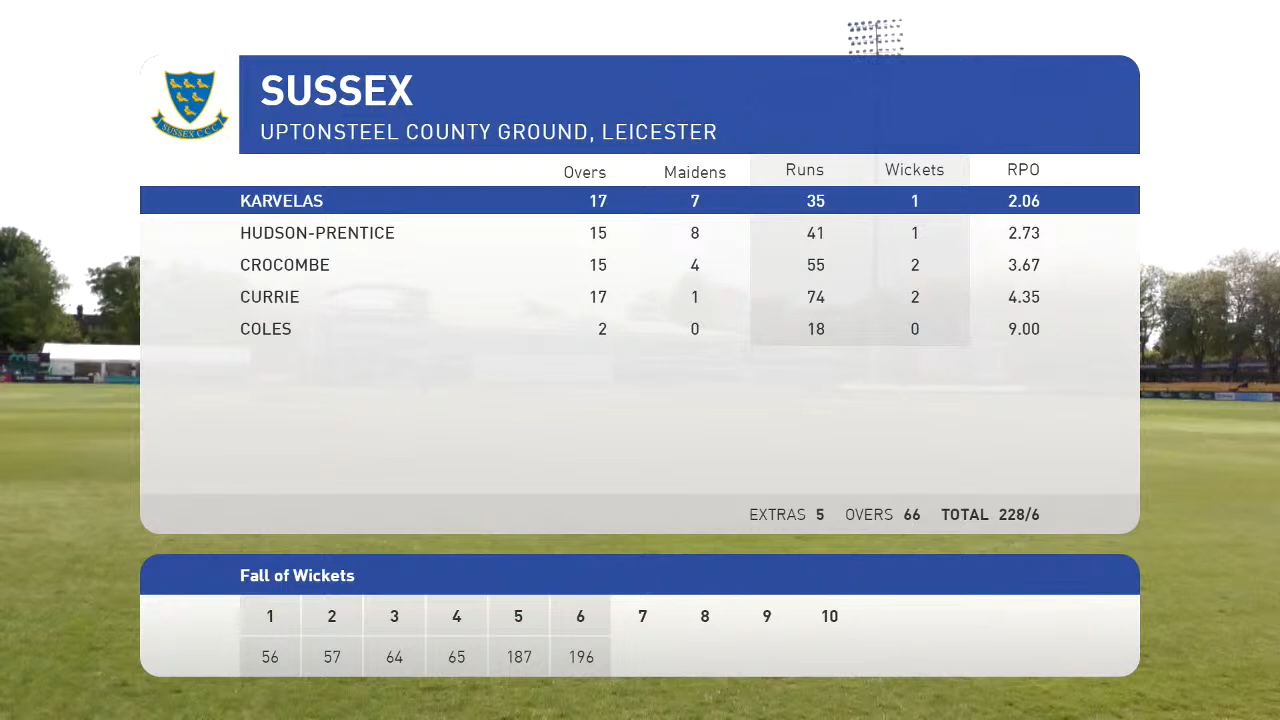 SUSSEX
UPTONSTEEL COUNTY GROUND, LEICESTER
SUSSEX C.C.C.
Overs Maidens Runs Wickets RPO
KARVELAS 17 7 35 1 2.06
HUDSON-PRENTICE 15 8 41 1 2.73
CROCOMBE 15 4 55 2 3.67
CURRIE 17 1 74 2 4.35
COLES 2 0 18 0 9.00
EXTRAS 5 OVERS 66 TOTAL 228/6
Fall of Wickets
1 2 3 4 5 6 7 8 9 10
56 57 64 65 187 196